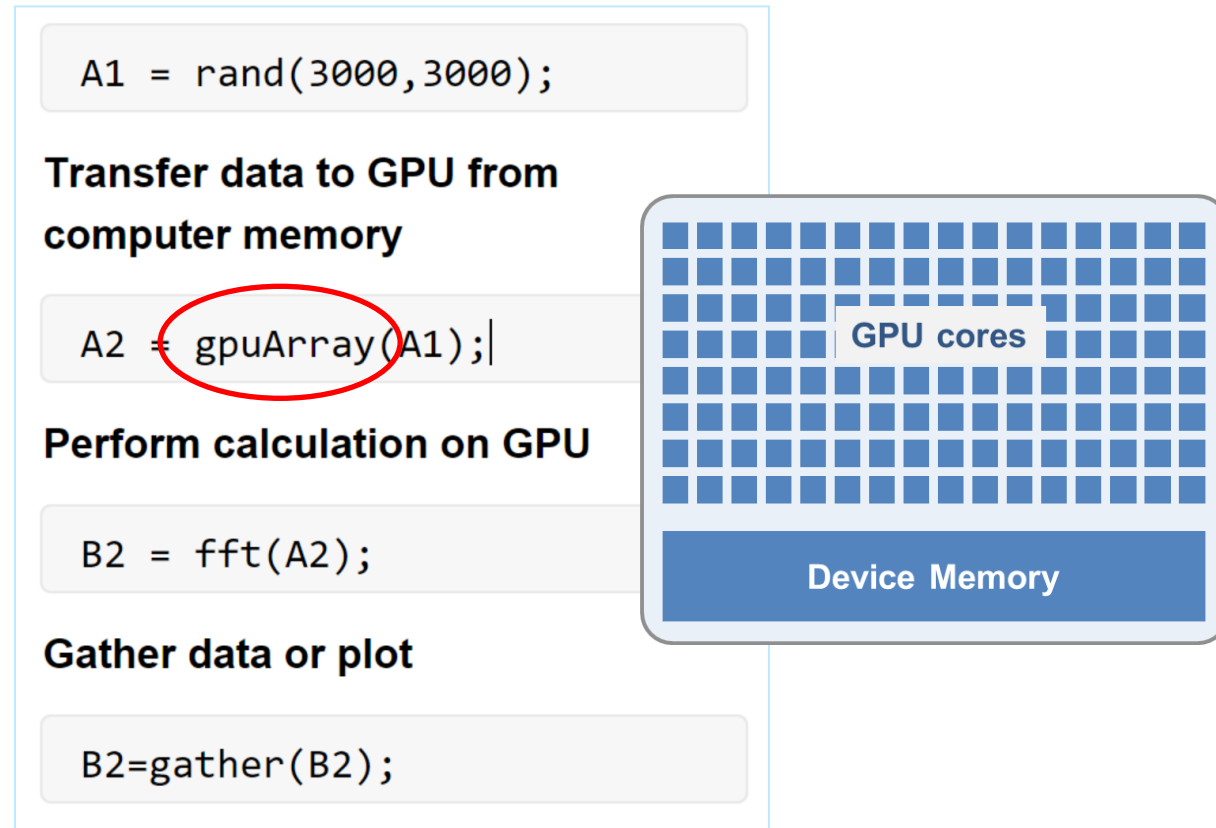 A1 = rand(3000,3000);
Transfer data to GPU from
computer memory
A2 = gpuArray(A1);
Perform calculation on GPU
B2 = fft(A2);
Gather data or plot
B2=gather(B2);
GPU cores
Device Memory